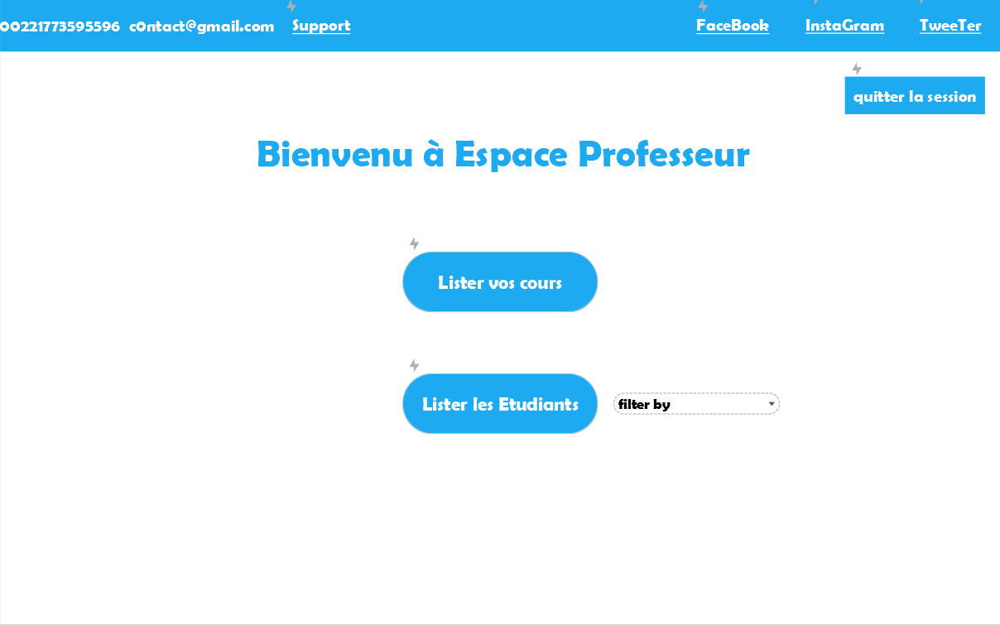 00221773595596 c0ntact@gmail.com Support FaceBook InstaGram TweeTer
quitter la session
Bienvenu à Espace Professeur
Lister vos cours
Lister les Etudiants filter by